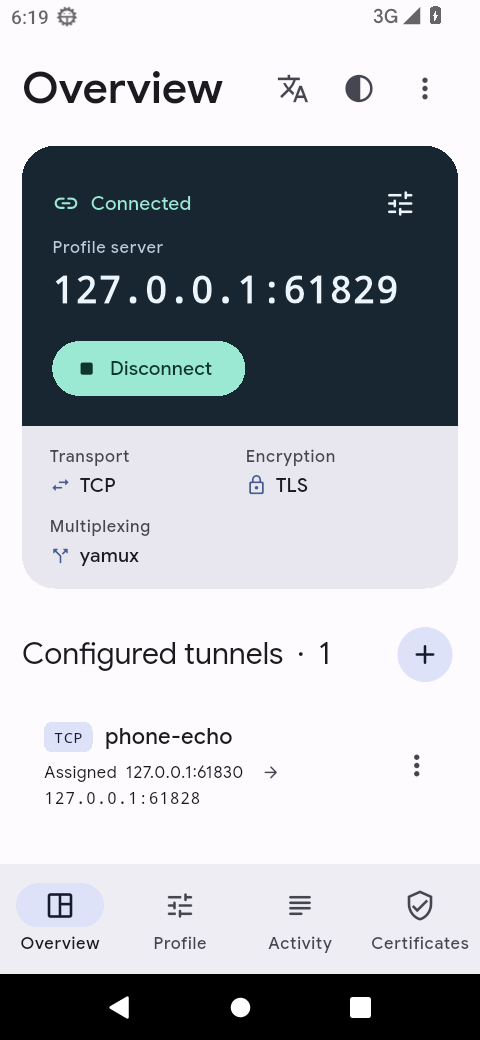 6:19
3G
Overview
Connected
Profile server
127.0.0.1:61829
Disconnect
Transport
Encryption
TCP
TLS
Multiplexing
yamux
Configured tunnels · 1
TCP phone-echo
Assigned 127.0.0.1:61830 →
127.0.0.1:61828
Overview
Profile
Activity
Certificates